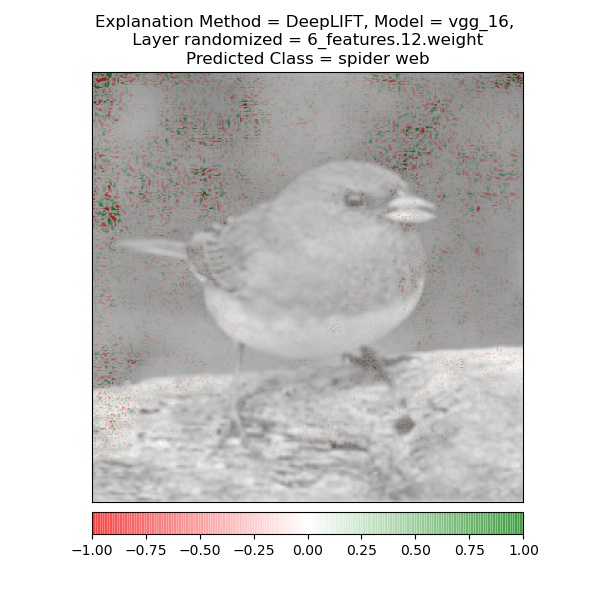 Explanation Method = DeepLIFT, Model = vgg_16,
Layer randomized = 6_features.12.weight
Predicted Class = spider web
−1.00 −0.75 −0.50 −0.25 0.00 0.25 0.50 0.75 1.00